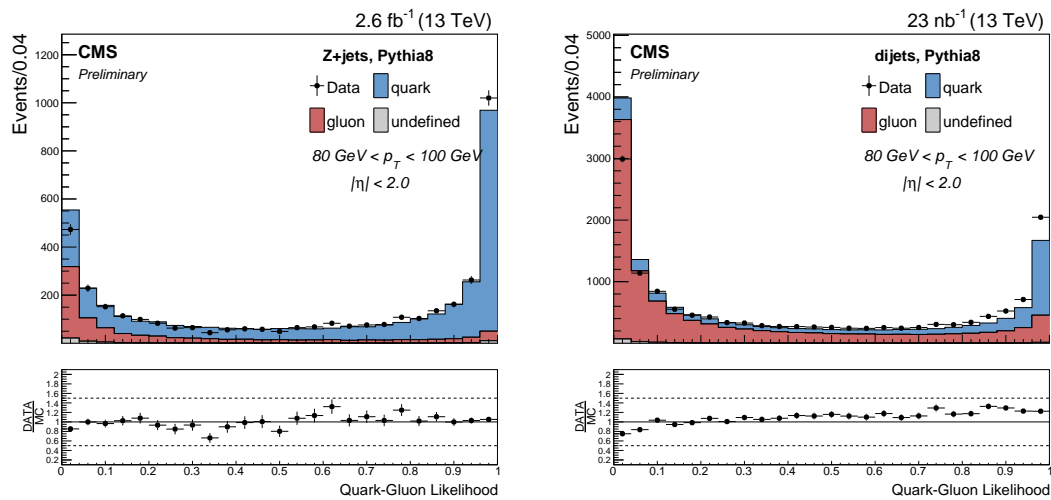 2.6 fb⁻¹ (13 TeV)
Events/0.04
1200
1000
800
600
400
200
CMS
Preliminary
Z+jets, Pythia8
Data quark
gluon undefined
80 GeV < p_T < 100 GeV
|η| < 2.0
DATA
MC
2
1.8
1.6
1.4
1.2
1
0.8
0.6
0.4
0.2
0 0.1 0.2 0.3 0.4 0.5 0.6 0.7 0.8 0.9 1
Quark-Gluon Likelihood
23 nb⁻¹ (13 TeV)
Events/0.04
5000
4000
3000
2000
1000
CMS
Preliminary
dijets, Pythia8
Data quark
gluon undefined
80 GeV < p_T < 100 GeV
|η| < 2.0
DATA
MC
2
1.8
1.6
1.4
1.2
1
0.8
0.6
0.4
0.2
0 0.1 0.2 0.3 0.4 0.5 0.6 0.7 0.8 0.9 1
Quark-Gluon Likelihood